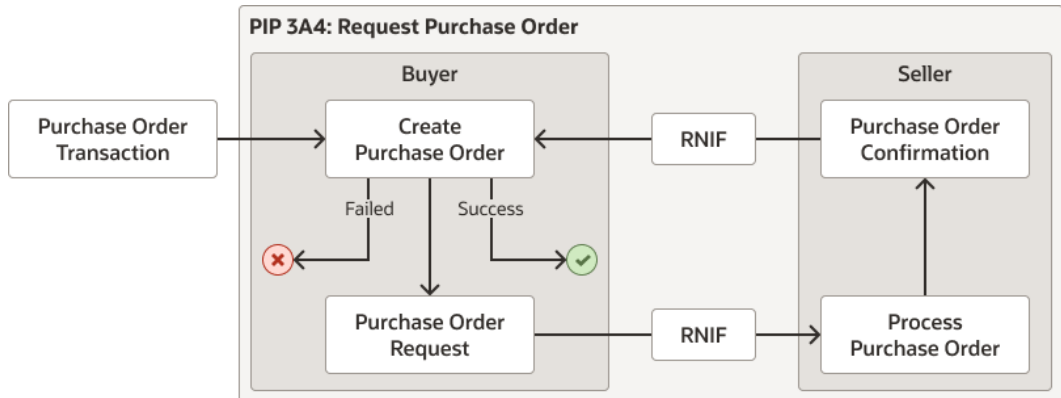 PIP 3A4: Request Purchase Order
Buyer
Seller
Purchase Order
Transaction
Create
Purchase Order
RNIF
Purchase Order
Confirmation
Failed
Success
Purchase Order
Request
RNIF
Process
Purchase Order